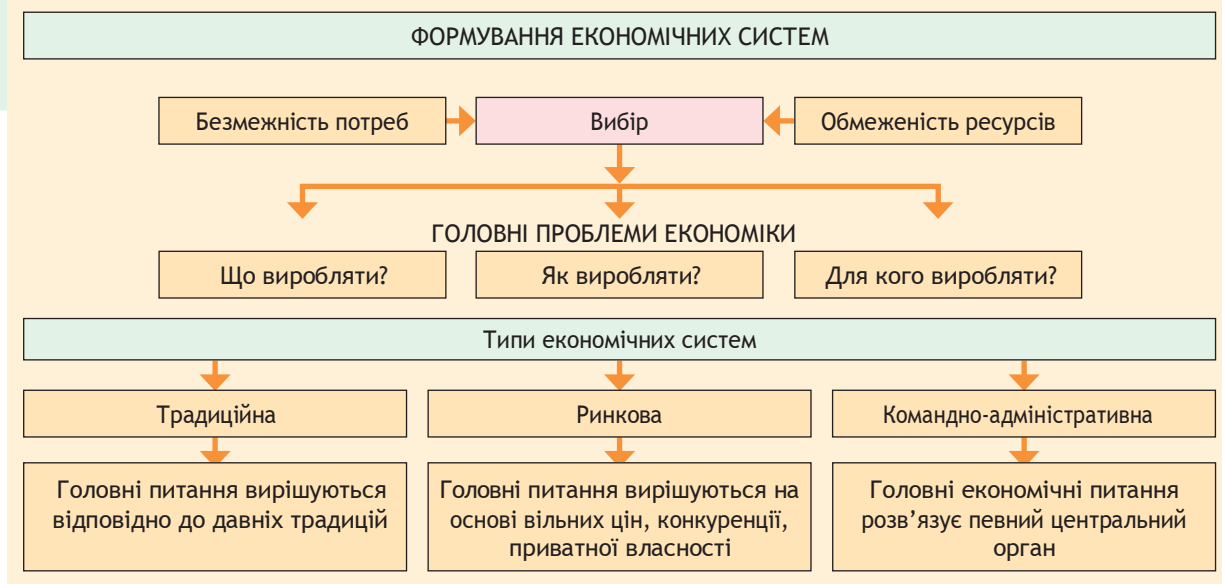 ФОРМУВАННЯ ЕКОНОМІЧНИХ СИСТЕМ
Безмежність потреб
Вибір
Обмеженість ресурсів
ГОЛОВНІ ПРОБЛЕМИ ЕКОНОМІКИ
Що виробляти?
Як виробляти?
Для кого виробляти?
Типи економічних систем
Традиційна
Ринкова
Командно-адміністративна
Головні питання вирішуються
відповідно до давніх традицій
Головні питання вирішуються на
основі вільних цін, конкуренції,
приватної власності
Головні економічні питання
розв’язує певний центральний
орган